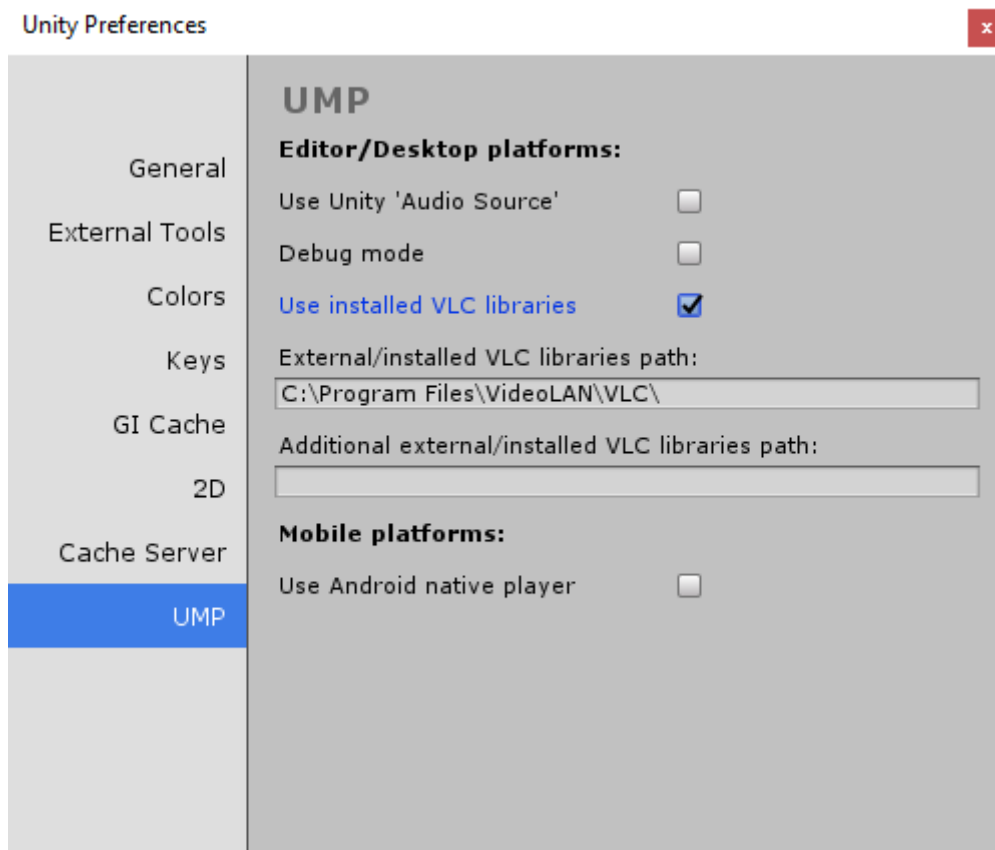 Unity Preferences
x
General
External Tools
Colors
Keys
GI Cache
2D
Cache Server
UMP
UMP
Editor/Desktop platforms:
Use Unity 'Audio Source'
Debug mode
Use installed VLC libraries
External/installed VLC libraries path:
C:\Program Files\VideoLAN\VLC\
Additional external/installed VLC libraries path:
Mobile platforms:
Use Android native player